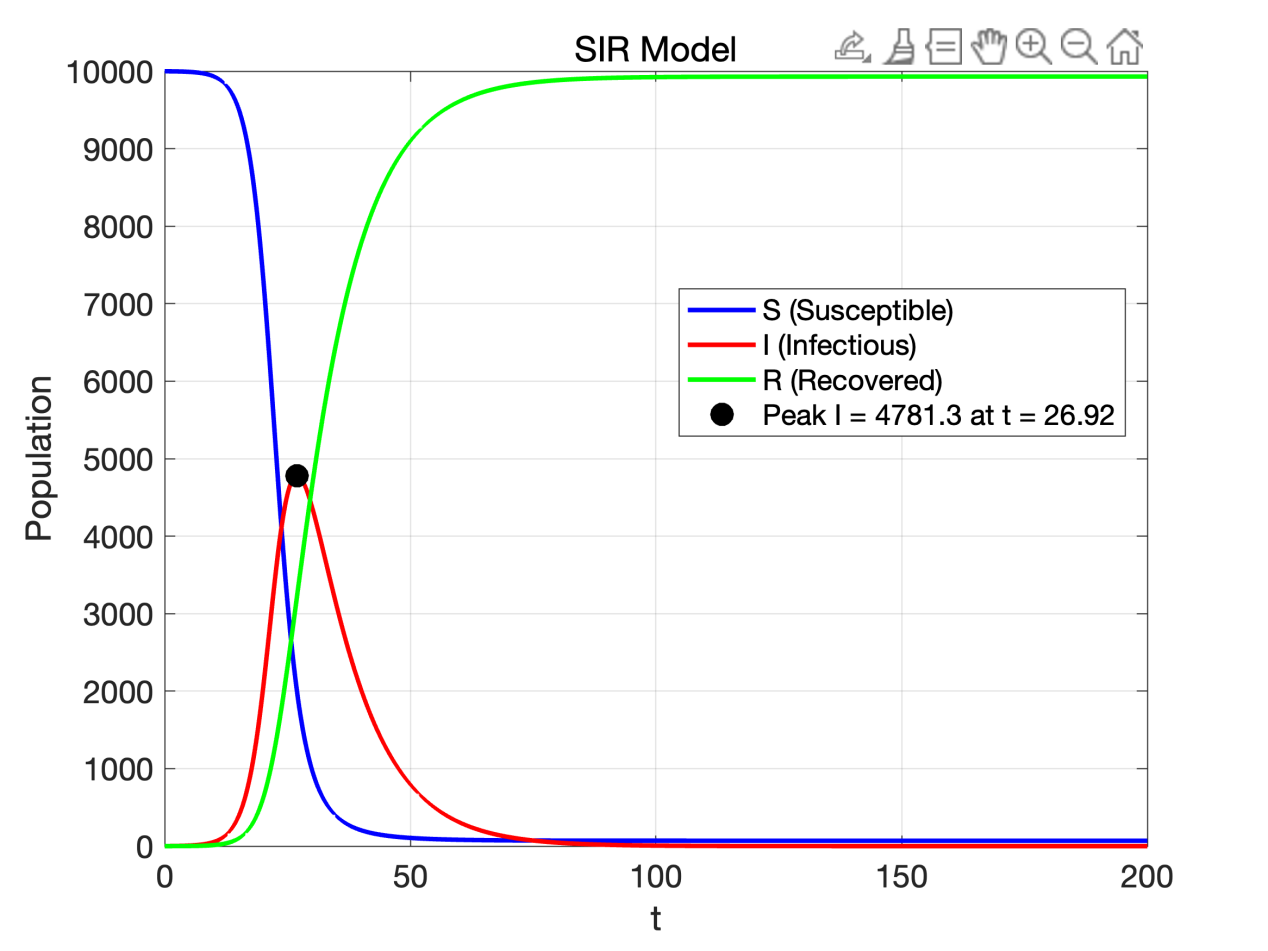 SIR Model
10000
9000
8000
7000
6000
5000
4000
3000
2000
1000
0
Population
S (Susceptible)
I (Infectious)
R (Recovered)
Peak I = 4781.3 at t = 26.92
0 50 100 150 200
t